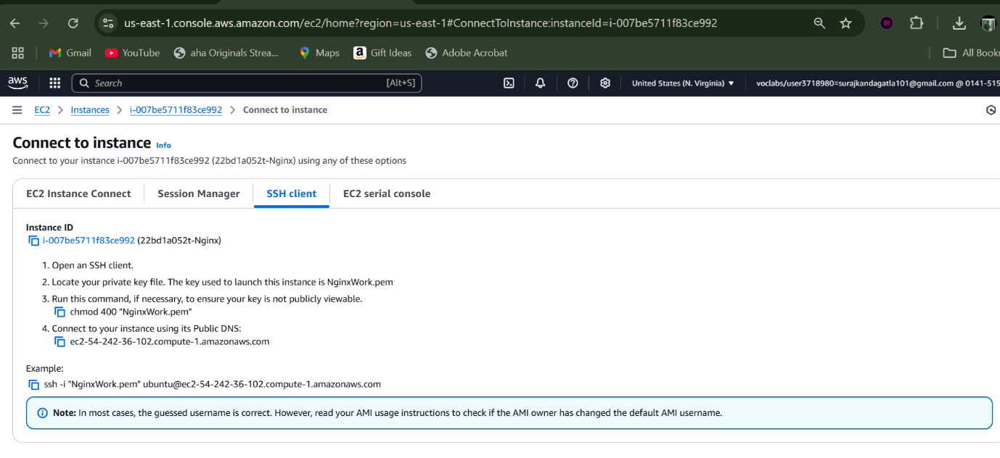 us-east-1.console.aws.amazon.com/ec2/home?region=us-east-1#ConnectToInstance:instanceId=i-007be5711f83ce992
BR
Gmail YouTube aha Originals Strea... Maps a Gift Ideas Adobe Acrobat All Book
aws Search [Alt+S] United States (N. Virginia) ▼ voclabs/user3718980=surajkandagatla101@gmail.com @ 0141-515
EC2 > Instances > i-007be5711f83ce992 > Connect to instance
Connect to instance Info
Connect to your instance i-007be5711f83ce992 (22bd1a052t-Nginx) using any of these options
EC2 Instance Connect Session Manager SSH client EC2 serial console
Instance ID
i-007be5711f83ce992 (22bd1a052t-Nginx)
1. Open an SSH client.
2. Locate your private key file. The key used to launch this instance is NginxWork.pem
3. Run this command, if necessary, to ensure your key is not publicly viewable.
chmod 400 "NginxWork.pem"
4. Connect to your instance using its Public DNS:
ec2-54-242-36-102.compute-1.amazonaws.com
Example:
ssh -i "NginxWork.pem" ubuntu@ec2-54-242-36-102.compute-1.amazonaws.com
Note: In most cases, the guessed username is correct. However, read your AMI usage instructions to check if the AMI owner has changed the default AMI username.